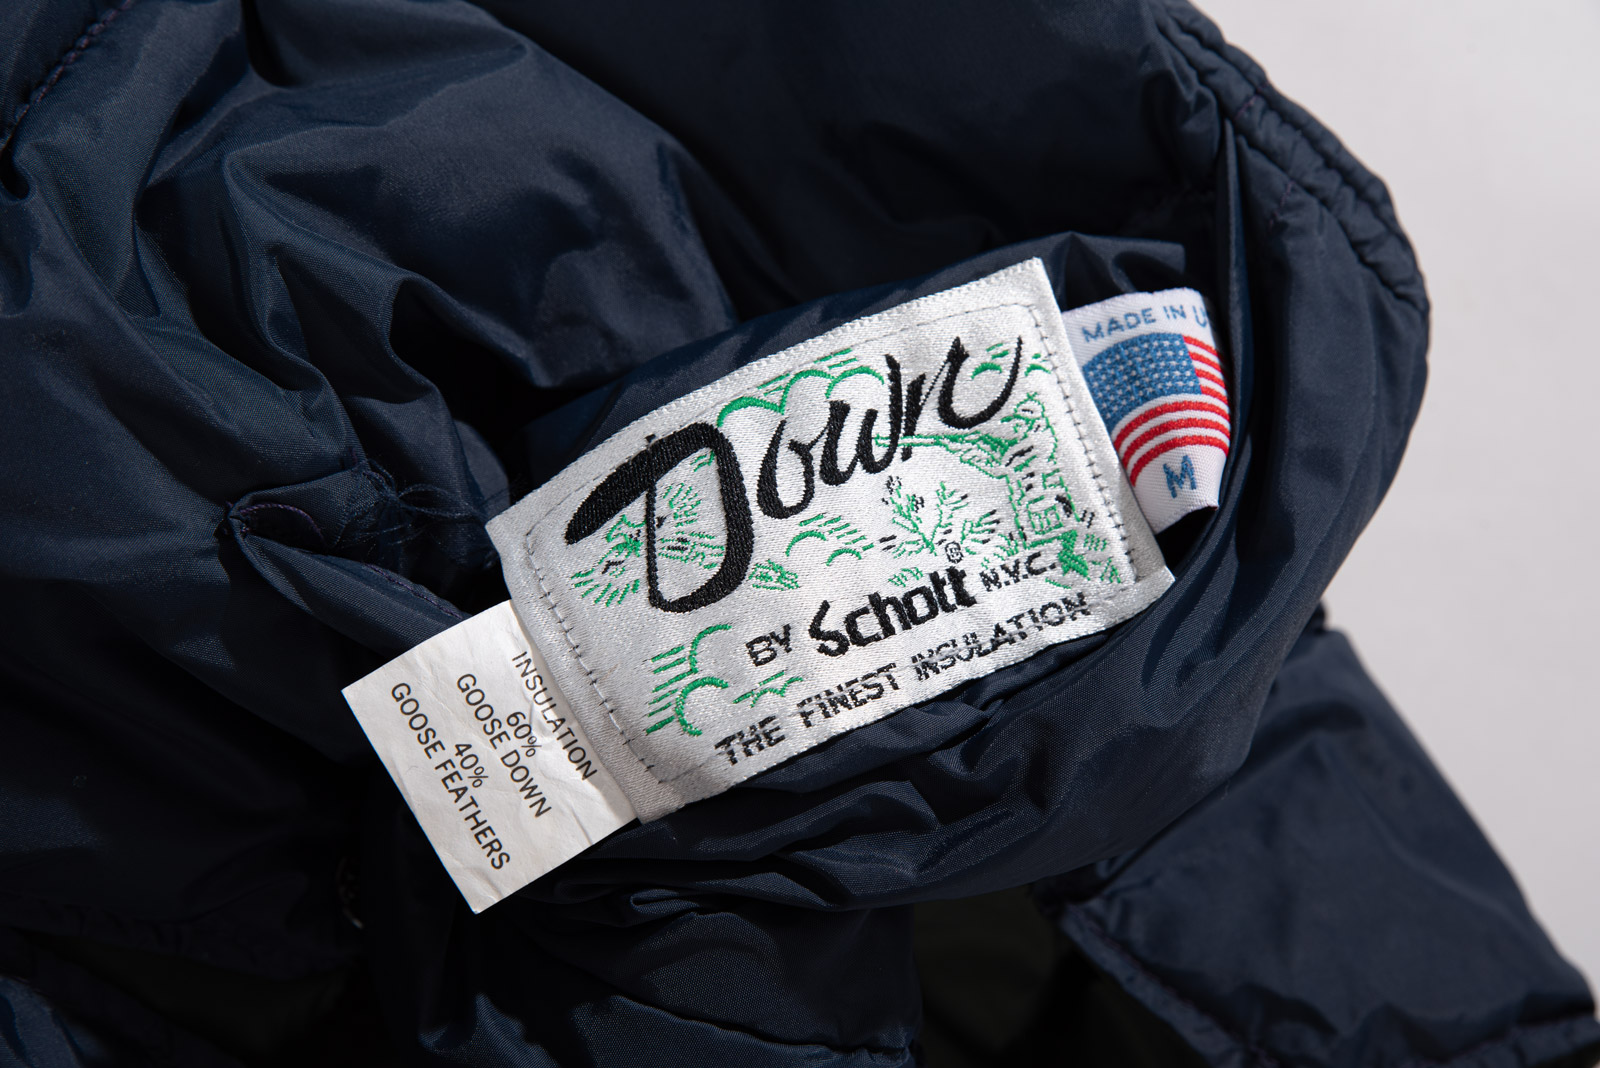 Down
BY Schott® N.Y.C.
THE FINEST INSULATION
MADE IN U
M
INSULATION
60%
GOOSE DOWN
40%
GOOSE FEATHERS